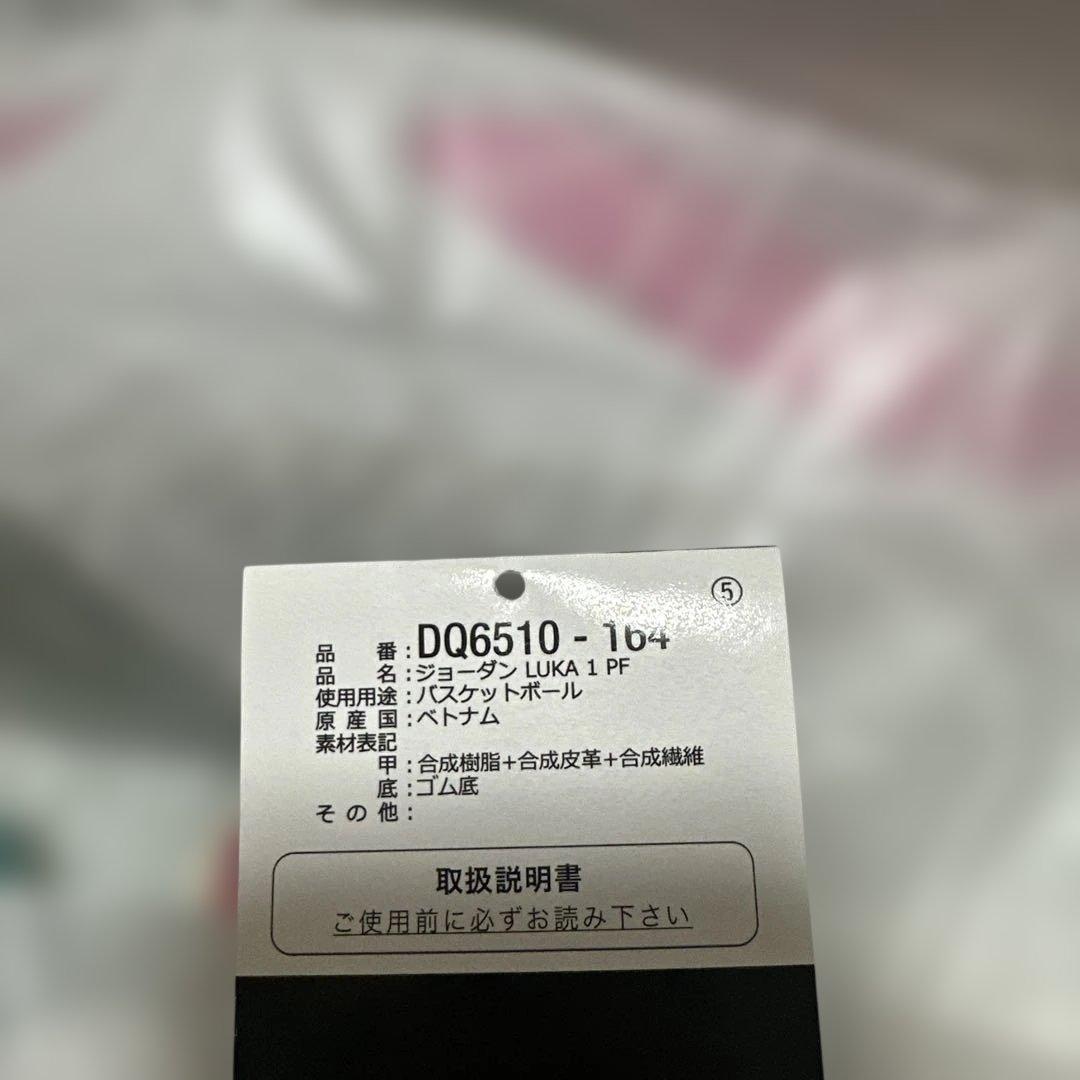 ⑤
品番:DQ6510 - 164
品名:ジョーダン LUKA 1 PF
使用用途:バスケットボール
原産国:ベトナム
素材表記
甲:合成樹脂+合成皮革+合成繊維
底:ゴム底
その他:
取扱説明書
ご使用前に必ずお読み下さい